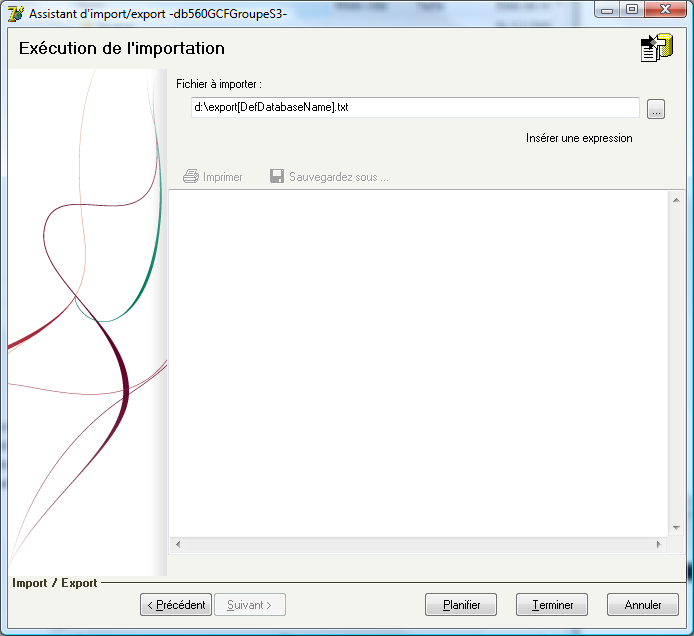 Assistant d'import/export -db560GCFGroupeS3-
Exécution de l'importation
Fichier à importer :
d:\export[DefDatabaseName].txt
...
Insérer une expression
Imprimer
Sauvegardez sous ...
Import / Export
< Précédent
Suivant >
Planifier
Terminer
Annuler